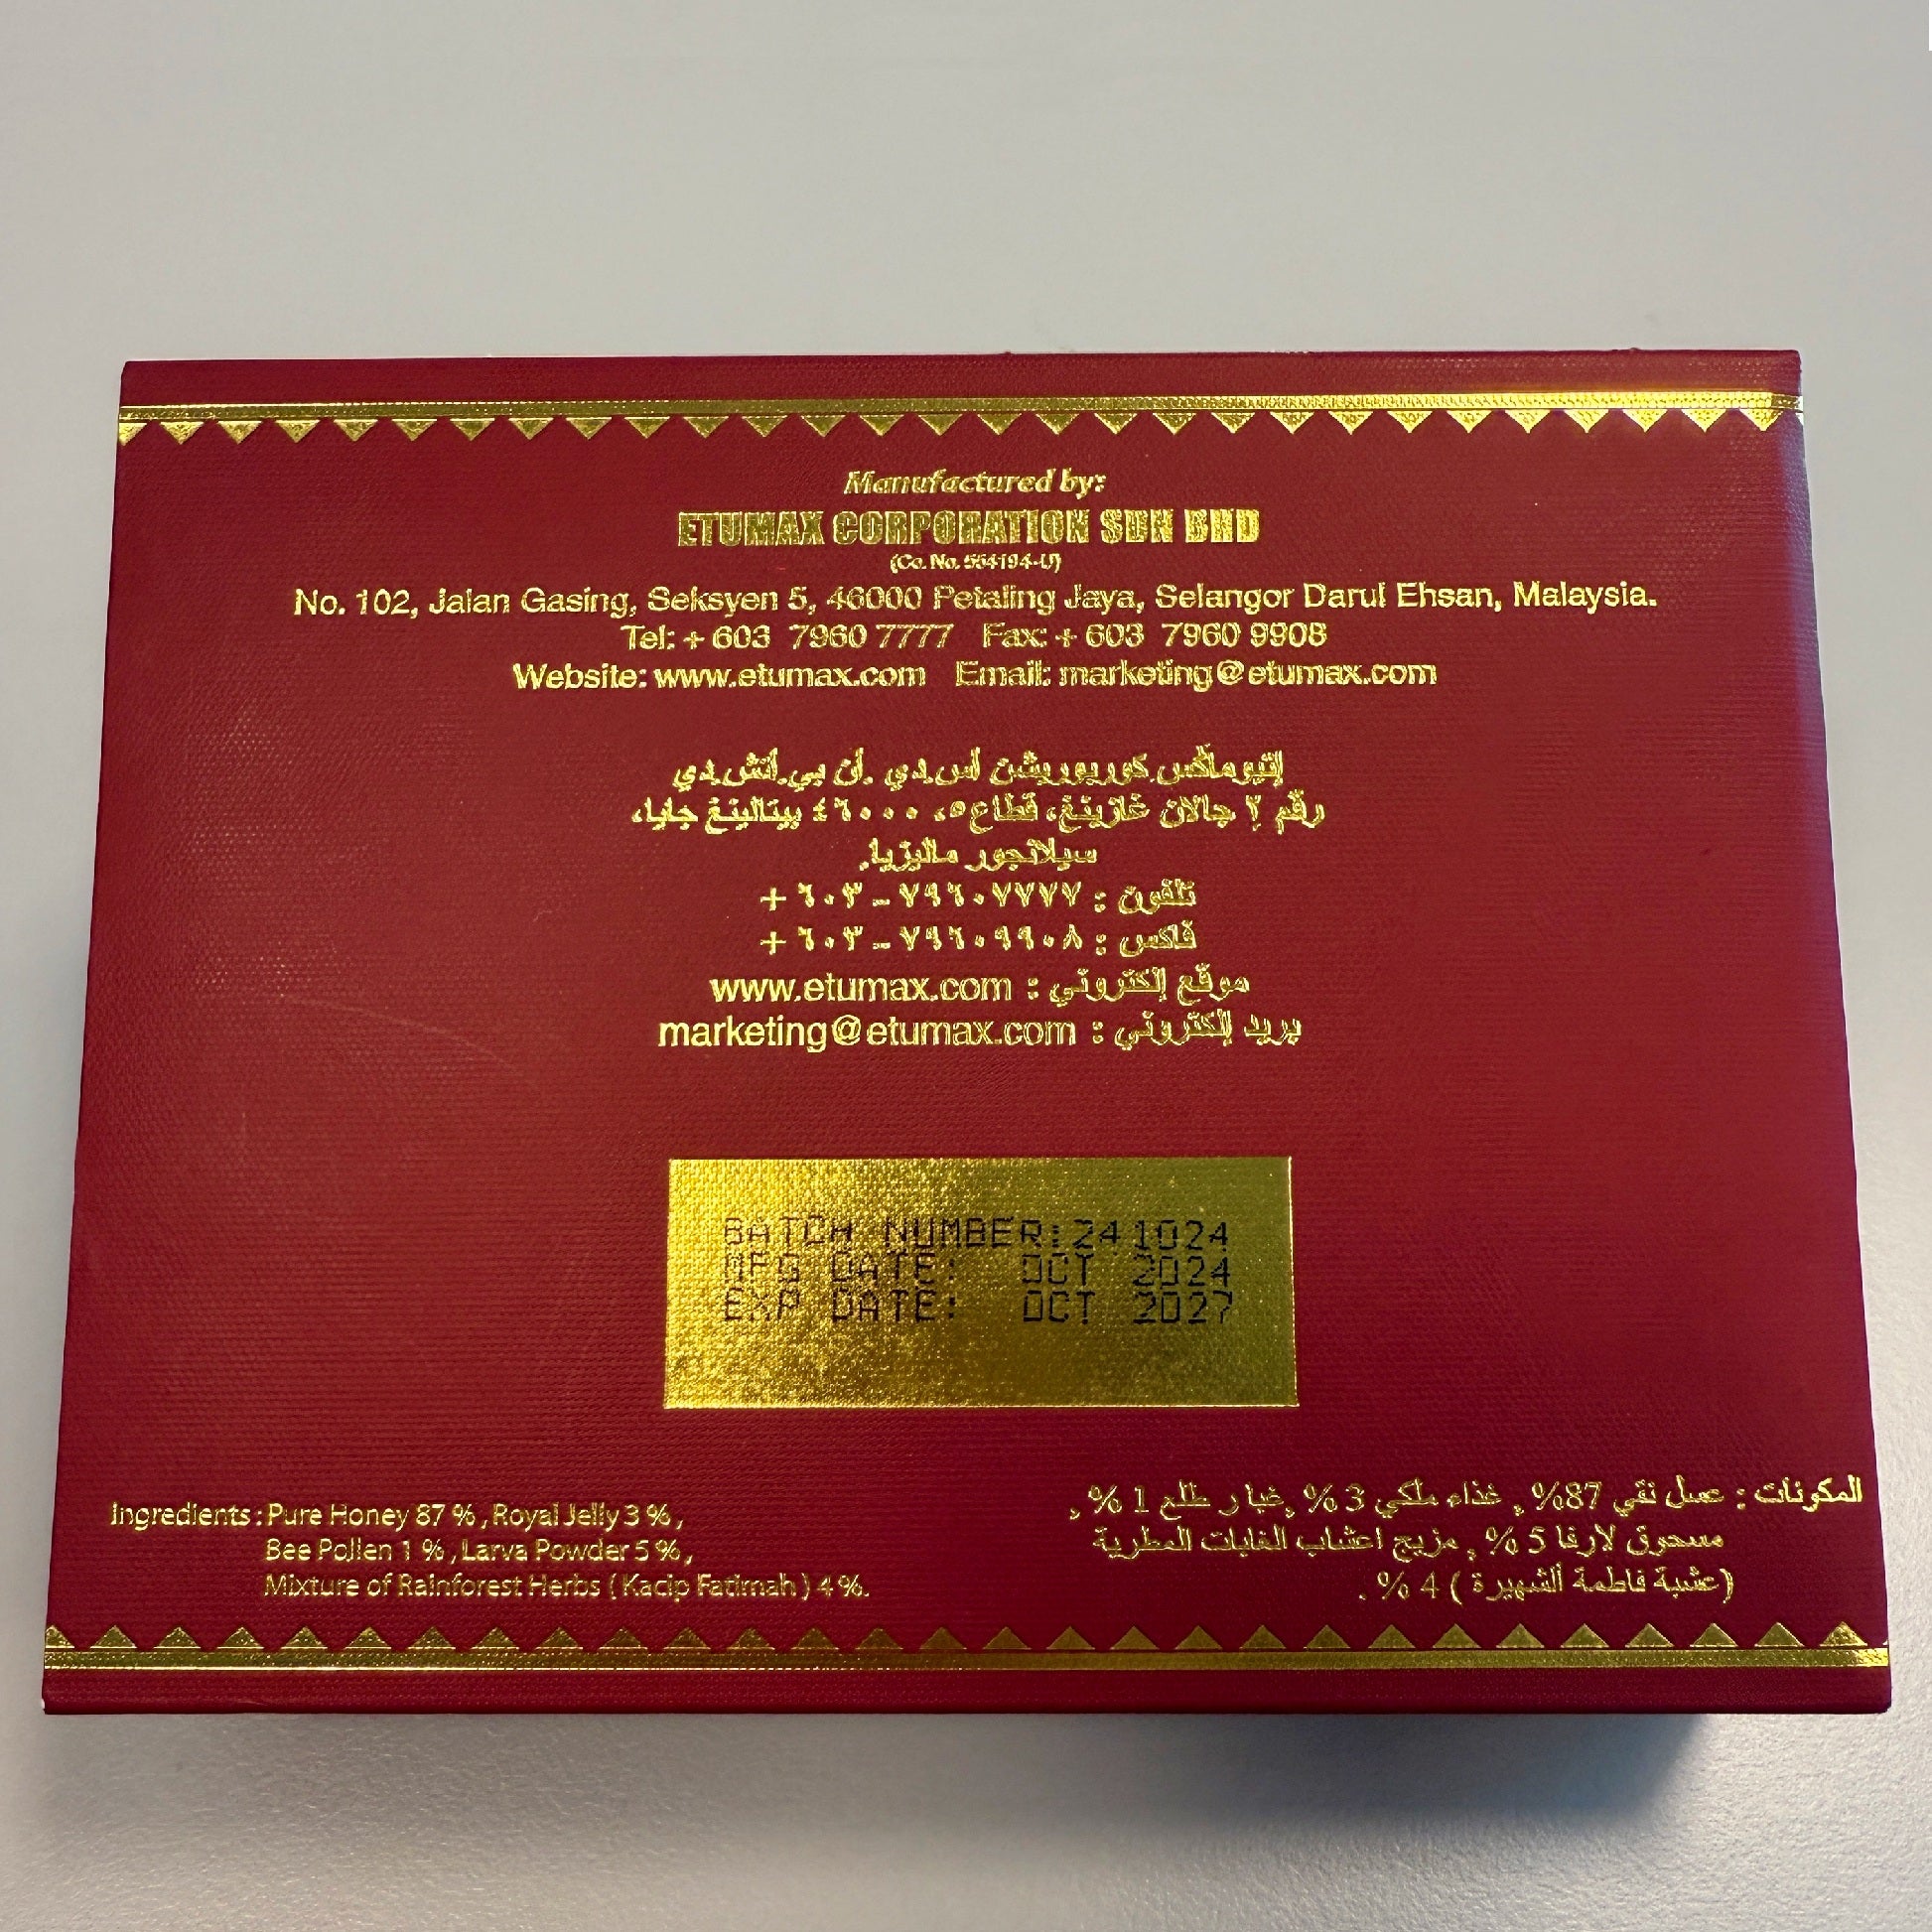 Manufactured by:
ETUMAX CORPORATION SDN BHD
(Co. No. 554194-U)
No. 102, Jalan Gasing, Seksyen 5, 46000 Petaling Jaya, Selangor Darul Ehsan, Malaysia.
Tel: + 603 7960 7777 Fax: + 603 7960 9908
Website: www.etumax.com Email: marketing@etumax.com
إتيوماكس كوربوريشن أس.دي .أن بي.أتش.دي
رقم ٢ جالان غازينغ، قطاع٥، ٤٦٠٠٠ بيتالينغ جايا،
سيلانجور ماليزيا.
تلفون : ٧٩٦٠٧٧٧٧ - ٦٠٣ +
فاكس : ٧٩٦٠٩٩٠٨ - ٦٠٣ +
موقع إلكتروني : www.etumax.com
بريد إلكتروني : marketing@etumax.com
BATCH NUMBER:241024
MFG DATE: OCT 2024
EXP DATE: OCT 2027
Ingredients : Pure Honey 87 % , Royal Jelly 3 % ,
Bee Pollen 1 % , Larva Powder 5 % ,
Mixture of Rainforest Herbs ( Kacip Fatimah ) 4 %.
المكونات : عسل نقي 87% , غذاء ملكي 3 % ,غبار طلع 1 % ,
مسحوق لارفا 5 % , مزيج اعشاب الغابات المطرية
(عشبة فاطمة الشهيرة ) 4 % .